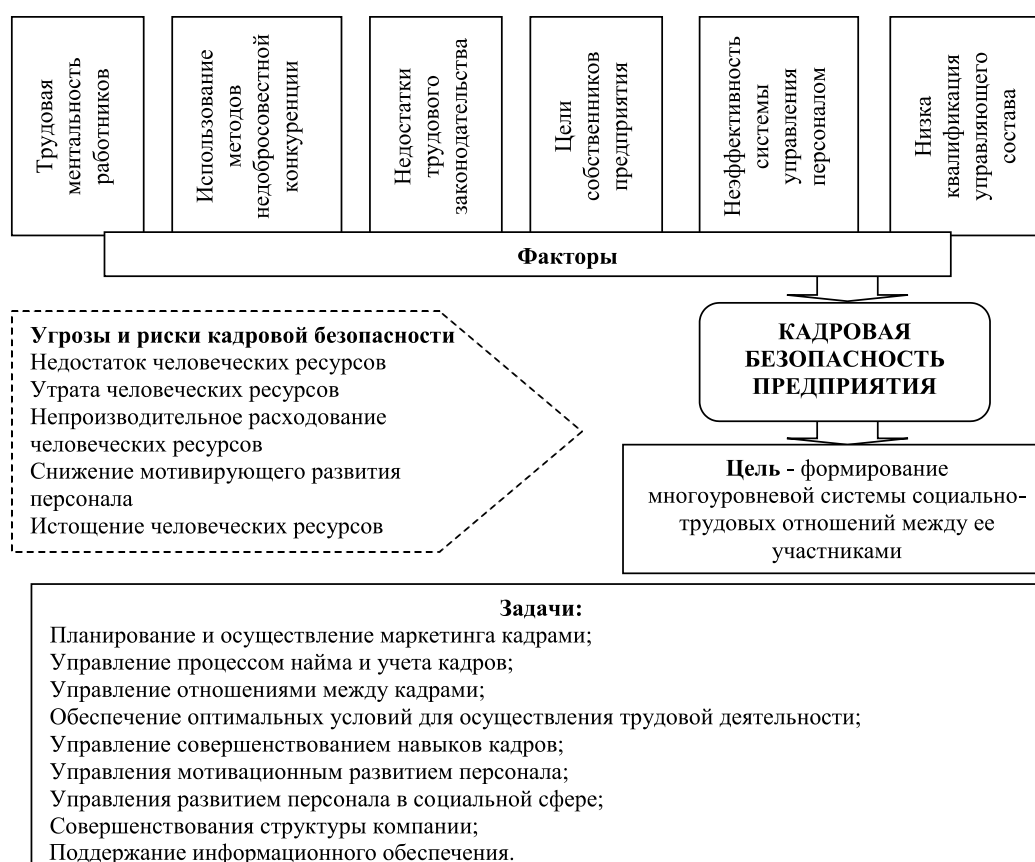 Трудовая
ментальность
работников
Использование
методов
недобросовестной
конкуренции
Недостатки
трудового
законодательства
Цели
собственников
предприятия
Неэффективность
системы
управления
персоналом
Низка
квалификация
управляющего
состава
Факторы
Угрозы и риски кадровой безопасности
Недостаток человеческих ресурсов
Утрата человеческих ресурсов
Непроизводительное расходование
человеческих ресурсов
Снижение мотивирующего развития
персонала
Истощение человеческих ресурсов
КАДРОВАЯ
БЕЗОПАСНОСТЬ
ПРЕДПРИЯТИЯ
Цель - формирование
многоуровневой системы социально-
трудовых отношений между ее
участниками
Задачи:
Планирование и осуществление маркетинга кадрами;
Управление процессом найма и учета кадров;
Управление отношениями между кадрами;
Обеспечение оптимальных условий для осуществления трудовой деятельности;
Управление совершенствованием навыков кадров;
Управления мотивационным развитием персонала;
Управления развитием персонала в социальной сфере;
Совершенствования структуры компании;
Поддержание информационного обеспечения.